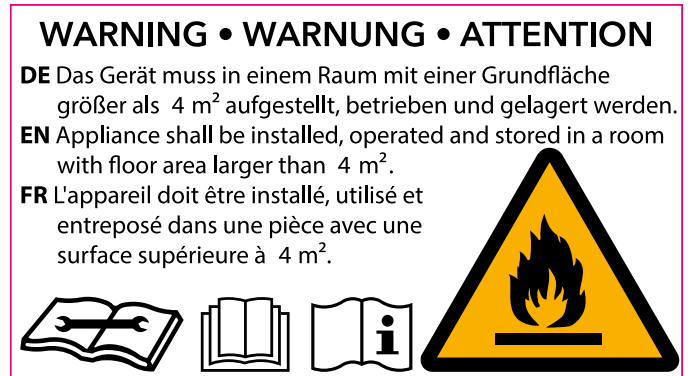 WARNING • WARNUNG • ATTENTION
DE Das Gerät muss in einem Raum mit einer Grundfläche
größer als 4 m² aufgestellt, betrieben und gelagert werden.
EN Appliance shall be installed, operated and stored in a room
with floor area larger than 4 m².
FR L'appareil doit être installé, utilisé et
entreposé dans une pièce avec une
surface supérieure à 4 m².
i